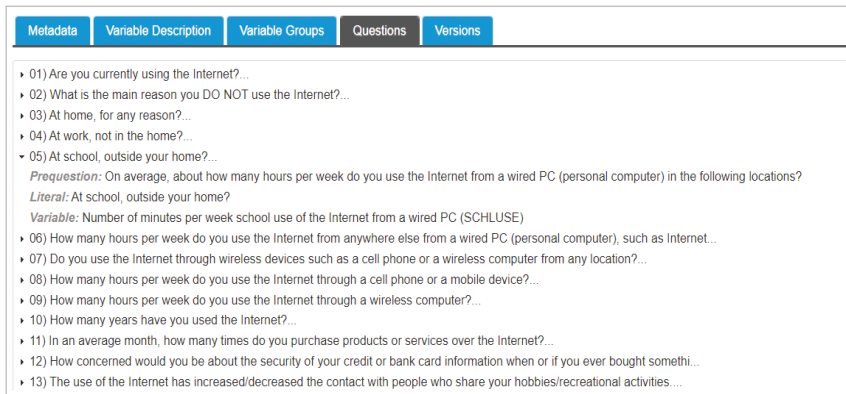 Metadata
Variable Description
Variable Groups
Questions
Versions
01) Are you currently using the Internet?...
02) What is the main reason you DO NOT use the Internet?...
03) At home, for any reason?...
04) At work, not in the home?...
05) At school, outside your home?...
Prequestion: On average, about how many hours per week do you use the Internet from a wired PC (personal computer) in the following locations?
Literal: At school, outside your home?
Variable: Number of minutes per week school use of the Internet from a wired PC (SCHLUSE)
06) How many hours per week do you use the Internet from anywhere else from a wired PC (personal computer), such as Internet...
07) Do you use the Internet through wireless devices such as a cell phone or a wireless computer from any location?...
08) How many hours per week do you use the Internet through a cell phone or a mobile device?...
09) How many hours per week do you use the Internet through a wireless computer?...
10) How many years have you used the Internet?...
11) In an average month, how many times do you purchase products or services over the Internet?...
12) How concerned would you be about the security of your credit or bank card information when or if you ever bought somethi...
13) The use of the Internet has increased/decreased the contact with people who share your hobbies/recreational activities....